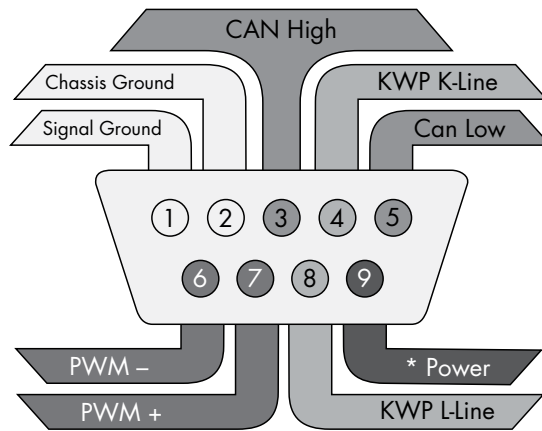 CAN High
Chassis Ground
KWP K-Line
Signal Ground
Can Low
1 2 3 4 5
6 7 8 9
PWM –
* Power
PWM +
KWP L-Line